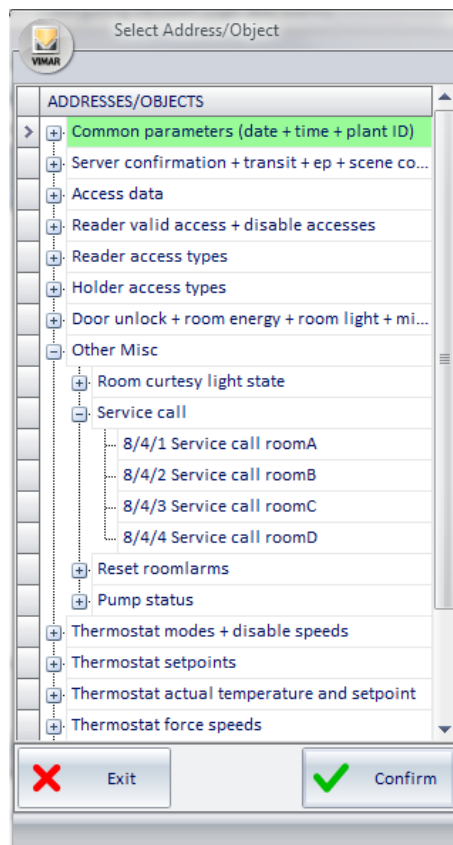 Select Address/Object
VIMAR
ADDRESSES/OBJECTS
Common parameters (date + time + plant ID)
Server confirmation + transit + ep + scene co...
Access data
Reader valid access + disable accesses
Reader access types
Holder access types
Door unlock + room energy + room light + mi...
Other Misc
Room curtesy light state
Service call
8/4/1 Service call roomA
8/4/2 Service call roomB
8/4/3 Service call roomC
8/4/4 Service call roomD
Reset roomlarms
Pump status
Thermostat modes + disable speeds
Thermostat setpoints
Thermostat actual temperature and setpoint
Thermostat force speeds
Exit
Confirm